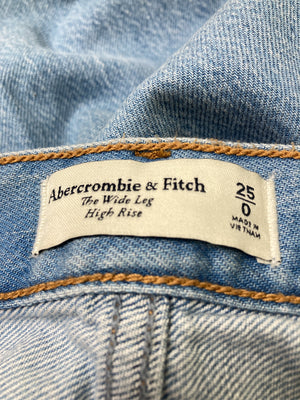 Abercrombie & Fitch
The Wide Leg
High Rise
25
0
MADE IN
VIETNAM